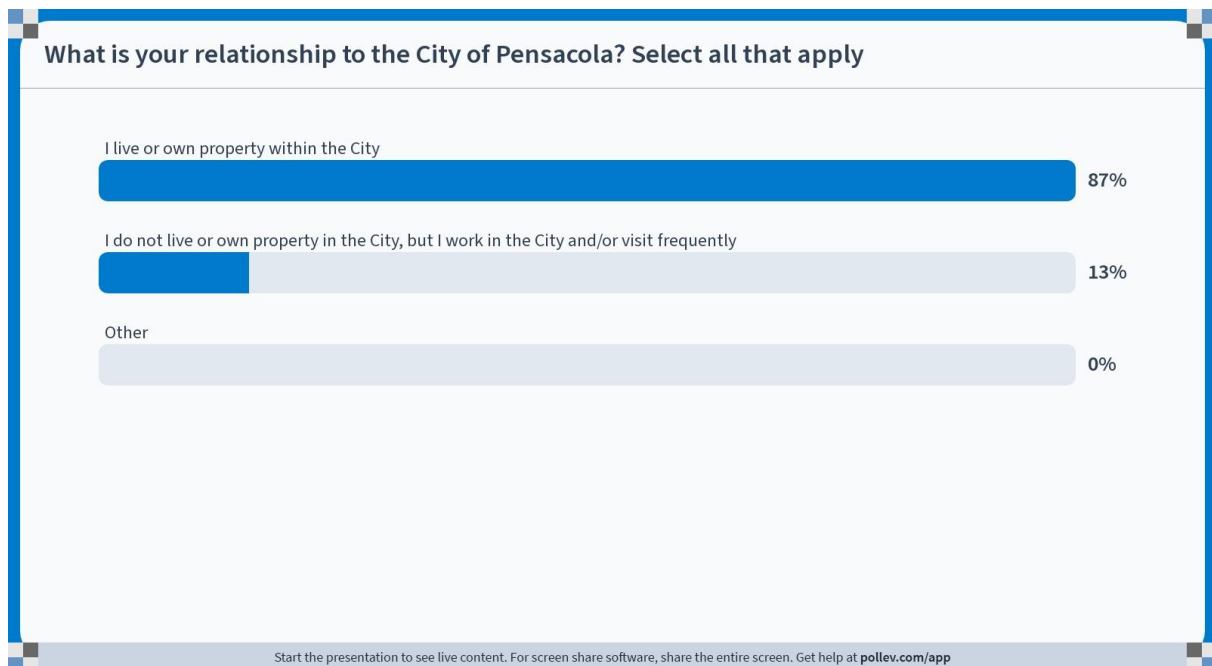 What is your relationship to the City of Pensacola? Select all that apply
I live or own property within the City
87%
I do not live or own property in the City, but I work in the City and/or visit frequently
13%
Other
0%
Start the presentation to see live content. For screen share software, share the entire screen. Get help at pollev.com/app